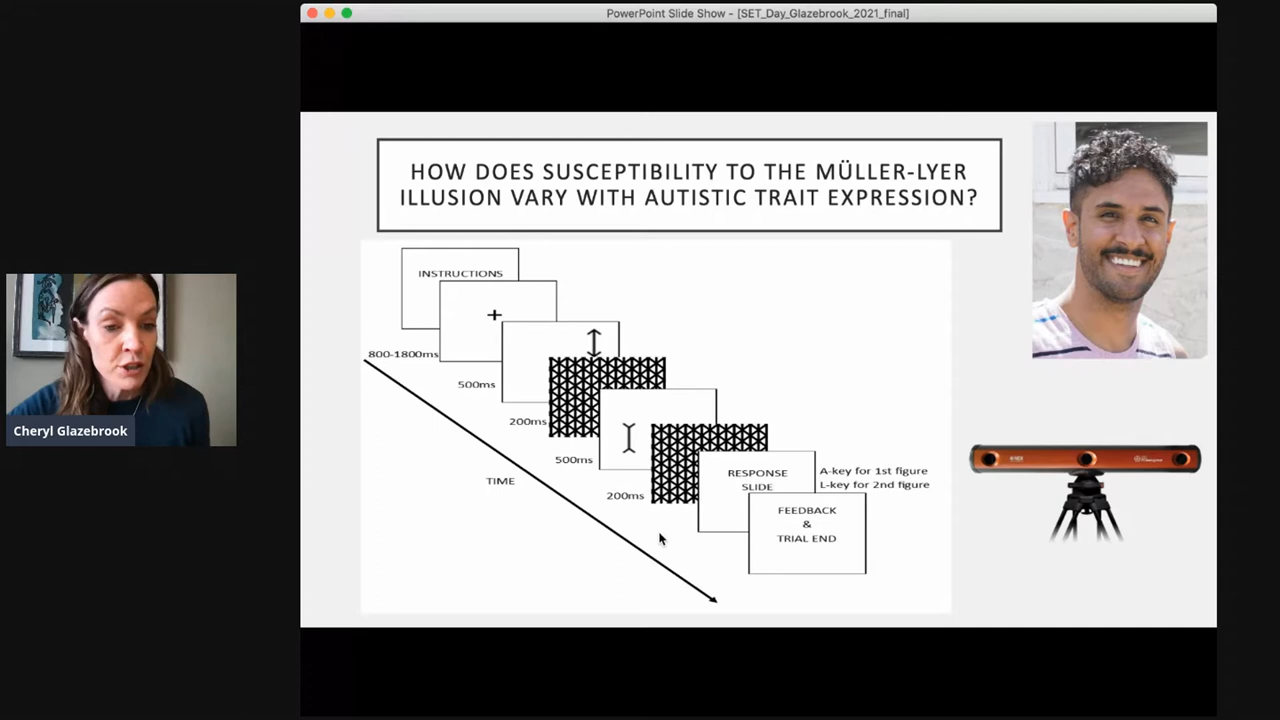 PowerPoint Slide Show - [SET_Day_Glazebrook_2021_final]
HOW DOES SUSCEPTIBILITY TO THE MÜLLER-LYER
ILLUSION VARY WITH AUTISTIC TRAIT EXPRESSION?
INSTRUCTIONS
+
800-1800ms
500ms
200ms
500ms
200ms
TIME
RESPONSE
SLIDE
A-key for 1st figure
L-key for 2nd figure
FEEDBACK
&
TRIAL END
Cheryl Glazebrook